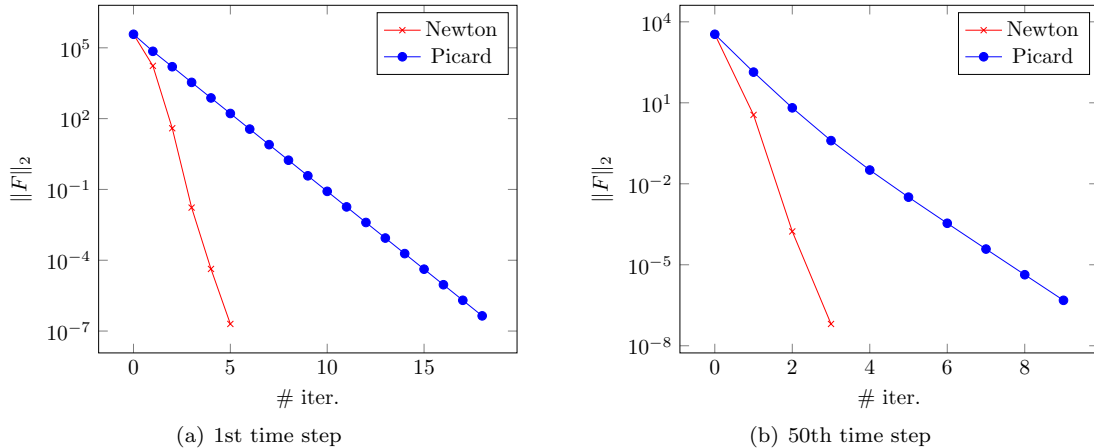 10^5
10^2
10^{-1}
10^{-4}
10^{-7}
‖F‖_2
0 5 10 15
# iter.
Newton
Picard
(a) 1st time step
10^4
10^1
10^{-2}
10^{-5}
10^{-8}
‖F‖_2
0 2 4 6 8
# iter.
Newton
Picard
(b) 50th time step